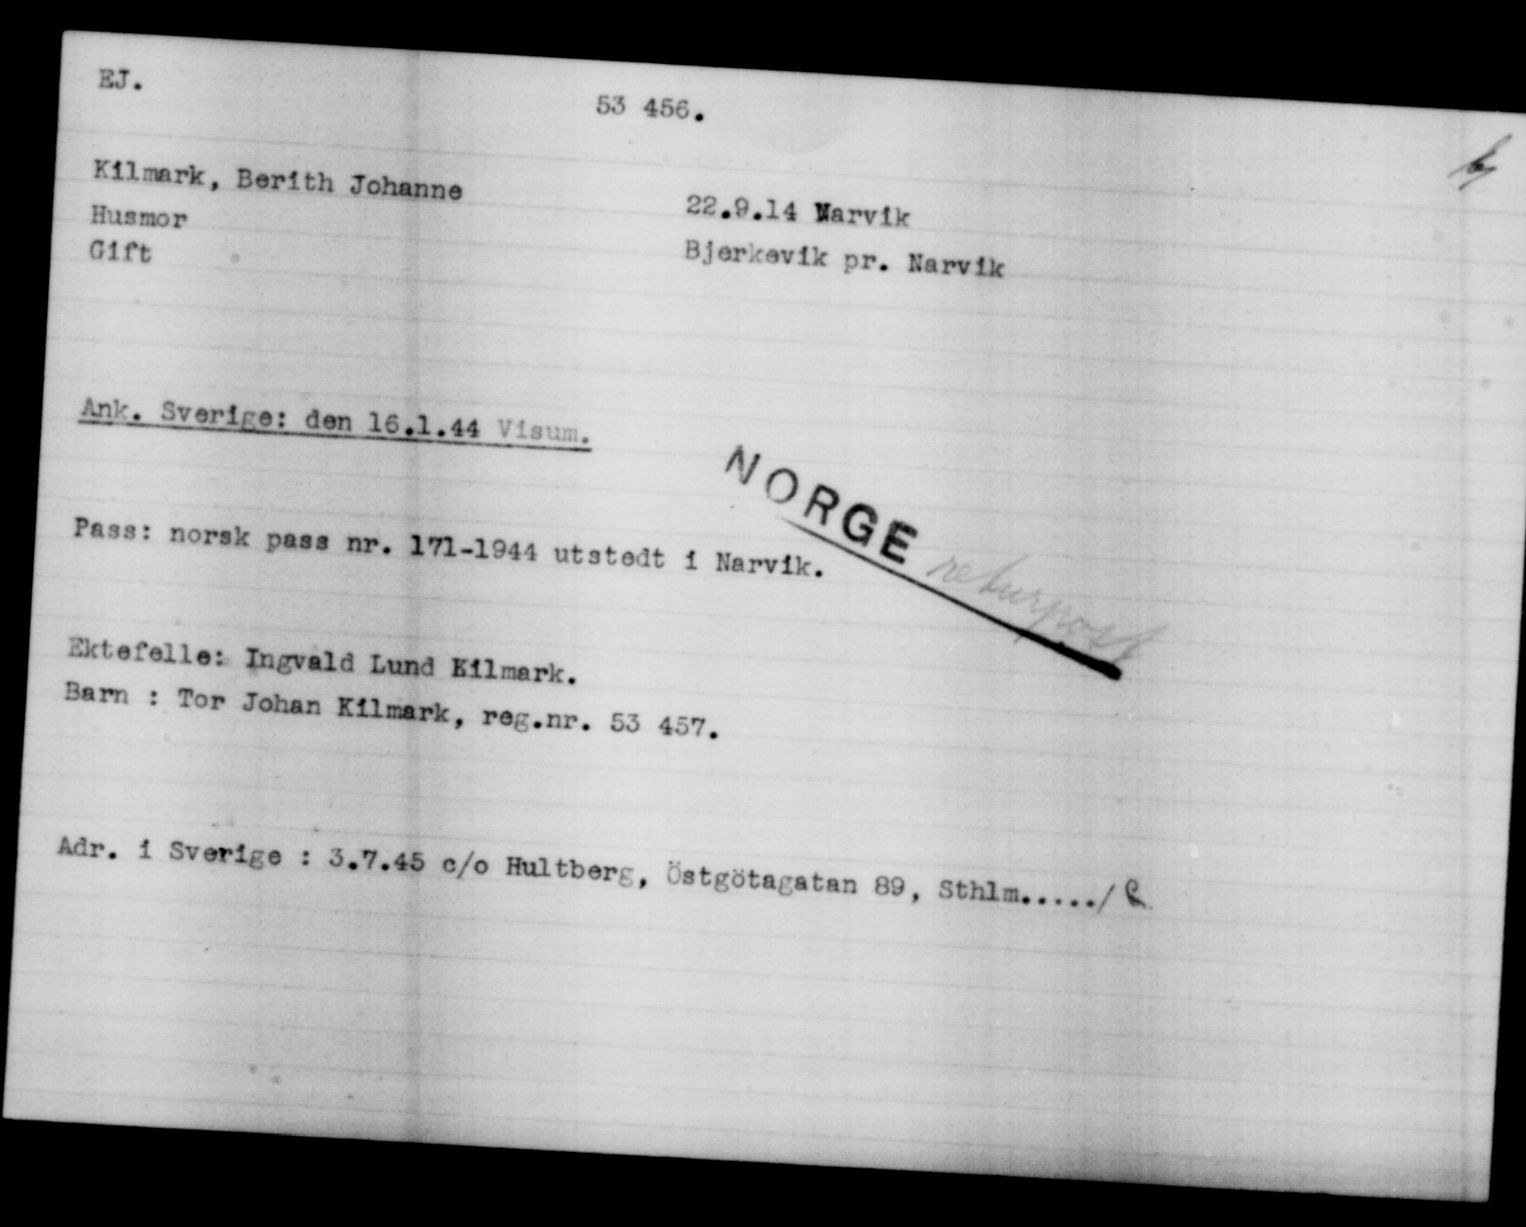 EJ.
53 456.
Kilmark, Berith Johanne
22.9.14 Narvik
Husmor
Bjerkevik pr. Narvik
Gift
Ank. Sverige: den 16.1.44 Visum.
NORGE returpost
Pass: norsk pass nr. 171-1944 utstedt i Narvik.
Ektefelle: Ingvald Lund Kilmark.
Barn : Tor Johan Kilmark, reg.nr. 53 457.
Adr. i Sverige : 3.7.45 c/o Hultberg, Östgötagatan 89, Sthlm...../